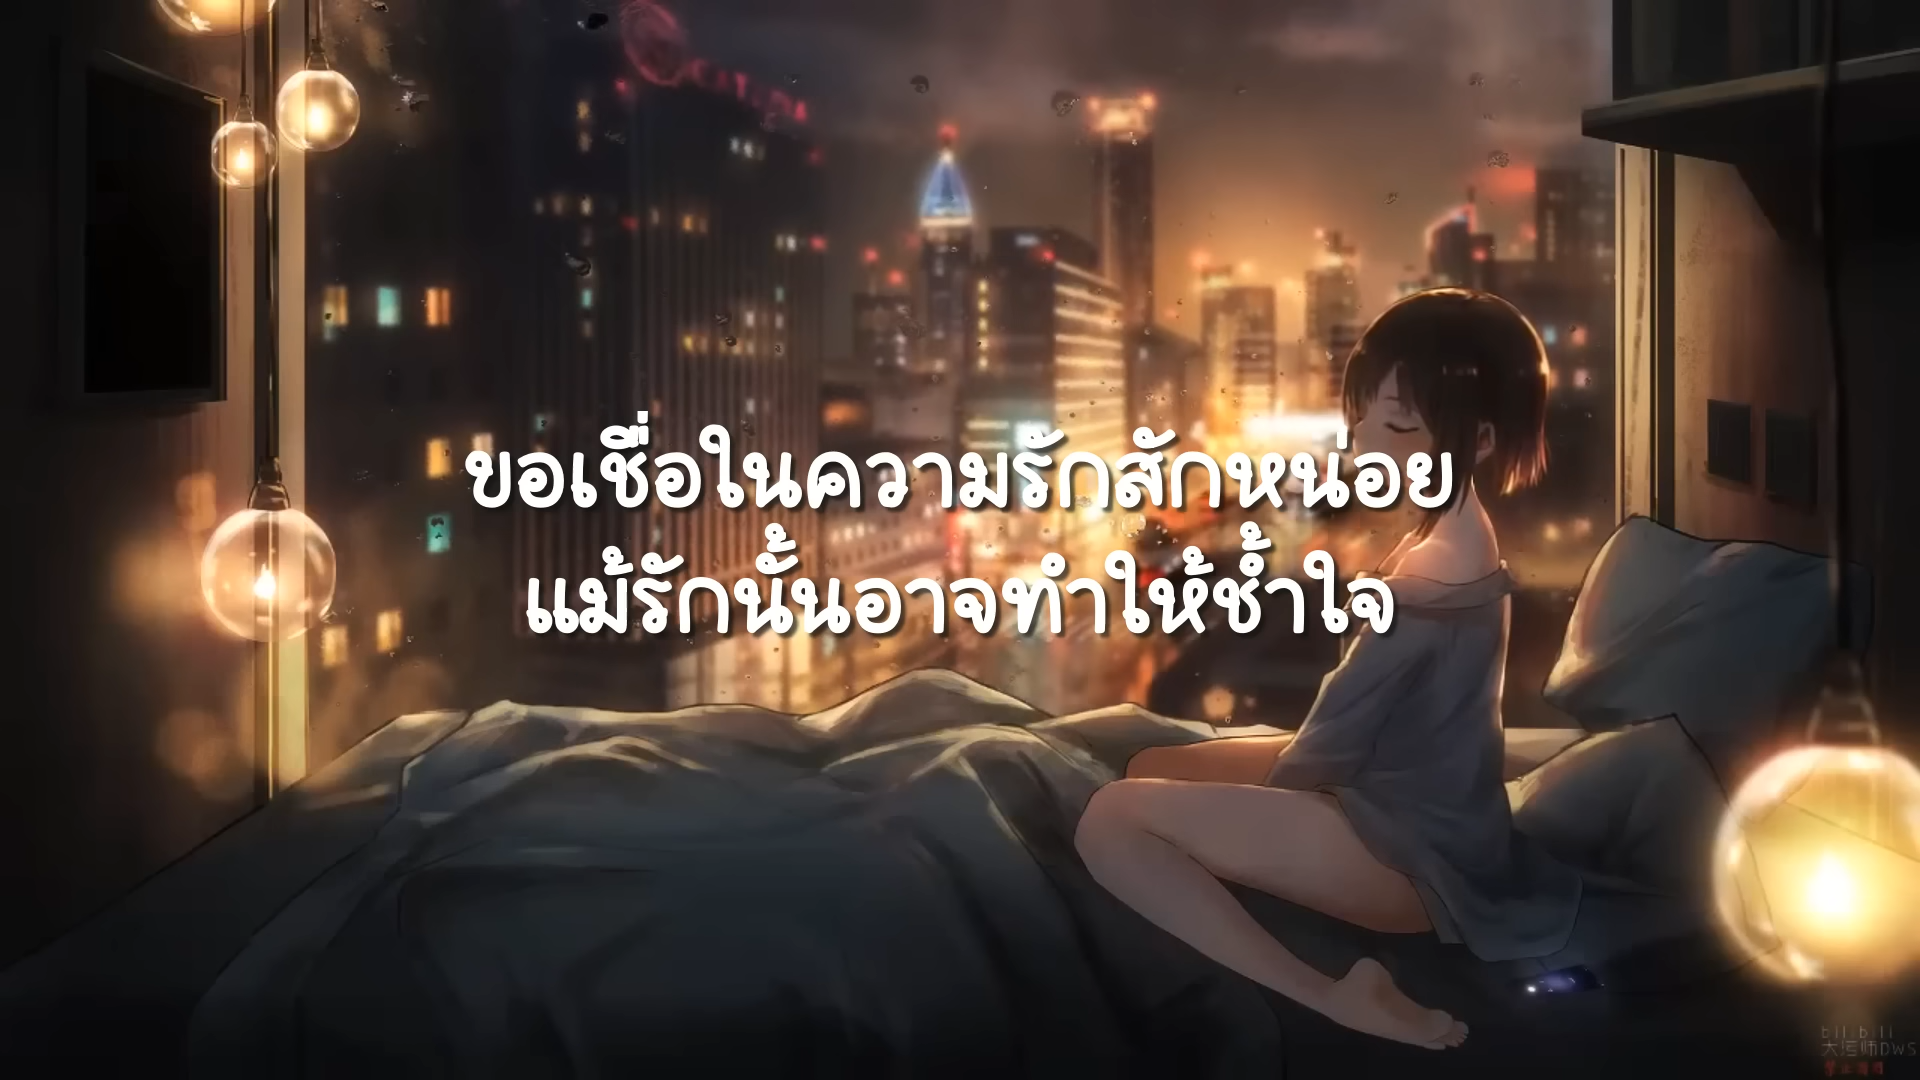 ขอเชื่อในความรักสักหน่อย
แม้รักนั้นอาจทำให้ช้ำใจ
bilibili